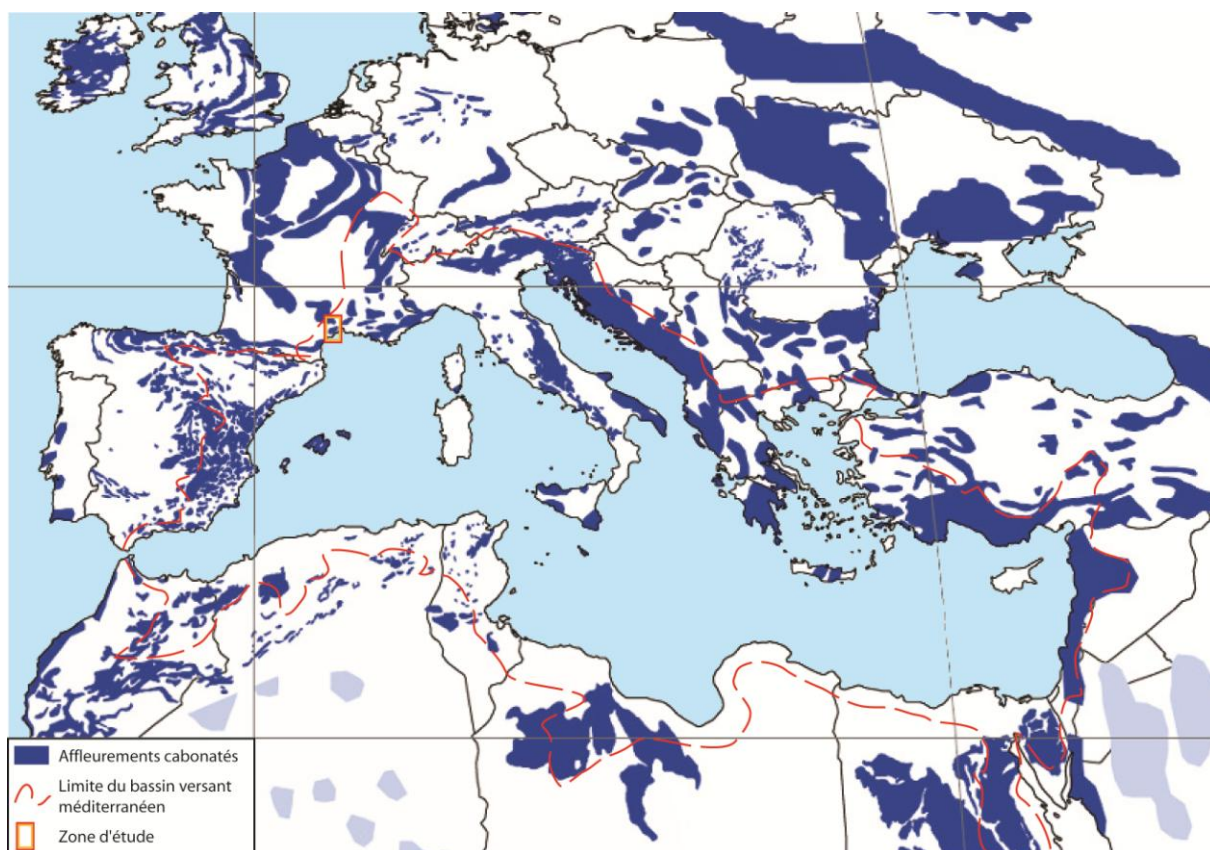 Affleurements cabonatés
Limite du bassin versant
méditerranéen
Zone d'étude